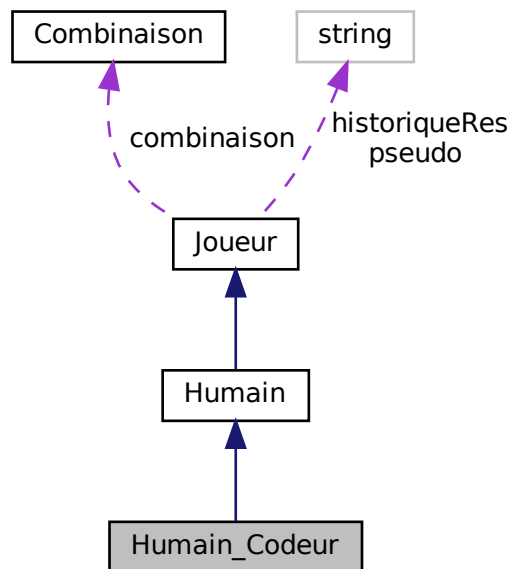 Combinaison
string
combinaison
historiqueRes
pseudo
Joueur
Humain
Humain_Codeur